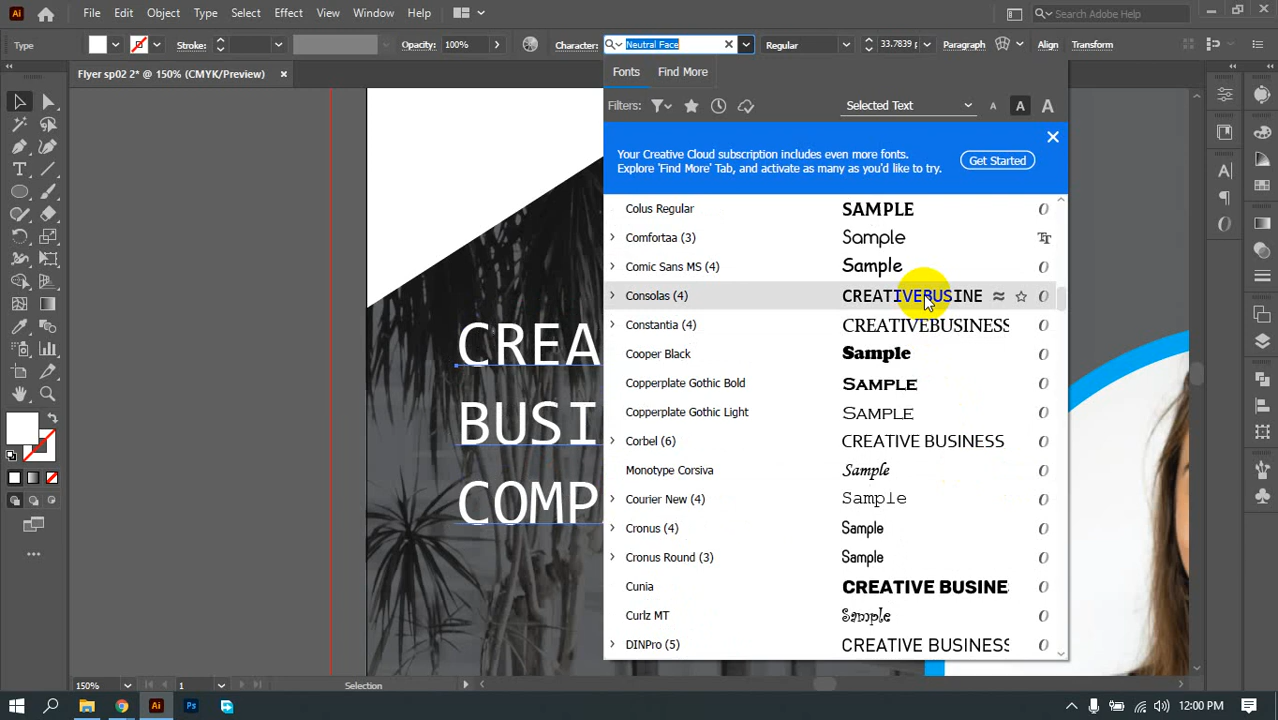 Ai File Edit Object Type Select Effect View Window Help Search Adobe Help
Type Stroke: Opacity: 100% Character: Neutral Face Regular 33.7839 p Paragraph Align Transform
Flyer sp02 2* @ 150% (CMYK/Preview)
Fonts Find More
Filters: Selected Text A A A
Your Creative Cloud subscription includes even more fonts.
Explore 'Find More' Tab, and activate as many as you'd like to try.
Get Started
Colus Regular SAMPLE
Comfortaa (3) Sample
Comic Sans MS (4) Sample
Consolas (4) CREATIVEBUSINE
Constantia (4) CREATIVEBUSINESS
Cooper Black Sample
Copperplate Gothic Bold SAMPLE
Copperplate Gothic Light SAMPLE
Corbel (6) CREATIVE BUSINESS
Monotype Corsiva Sample
Courier New (4) Sample
Cronus (4) Sample
Cronus Round (3) Sample
Cunia CREATIVE BUSINE
Curlz MT Sample
DINPro (5) CREATIVE BUSINESS
CREA
BUSI
COMP
150% 1 Selection
Ai Ps 12:00 PM